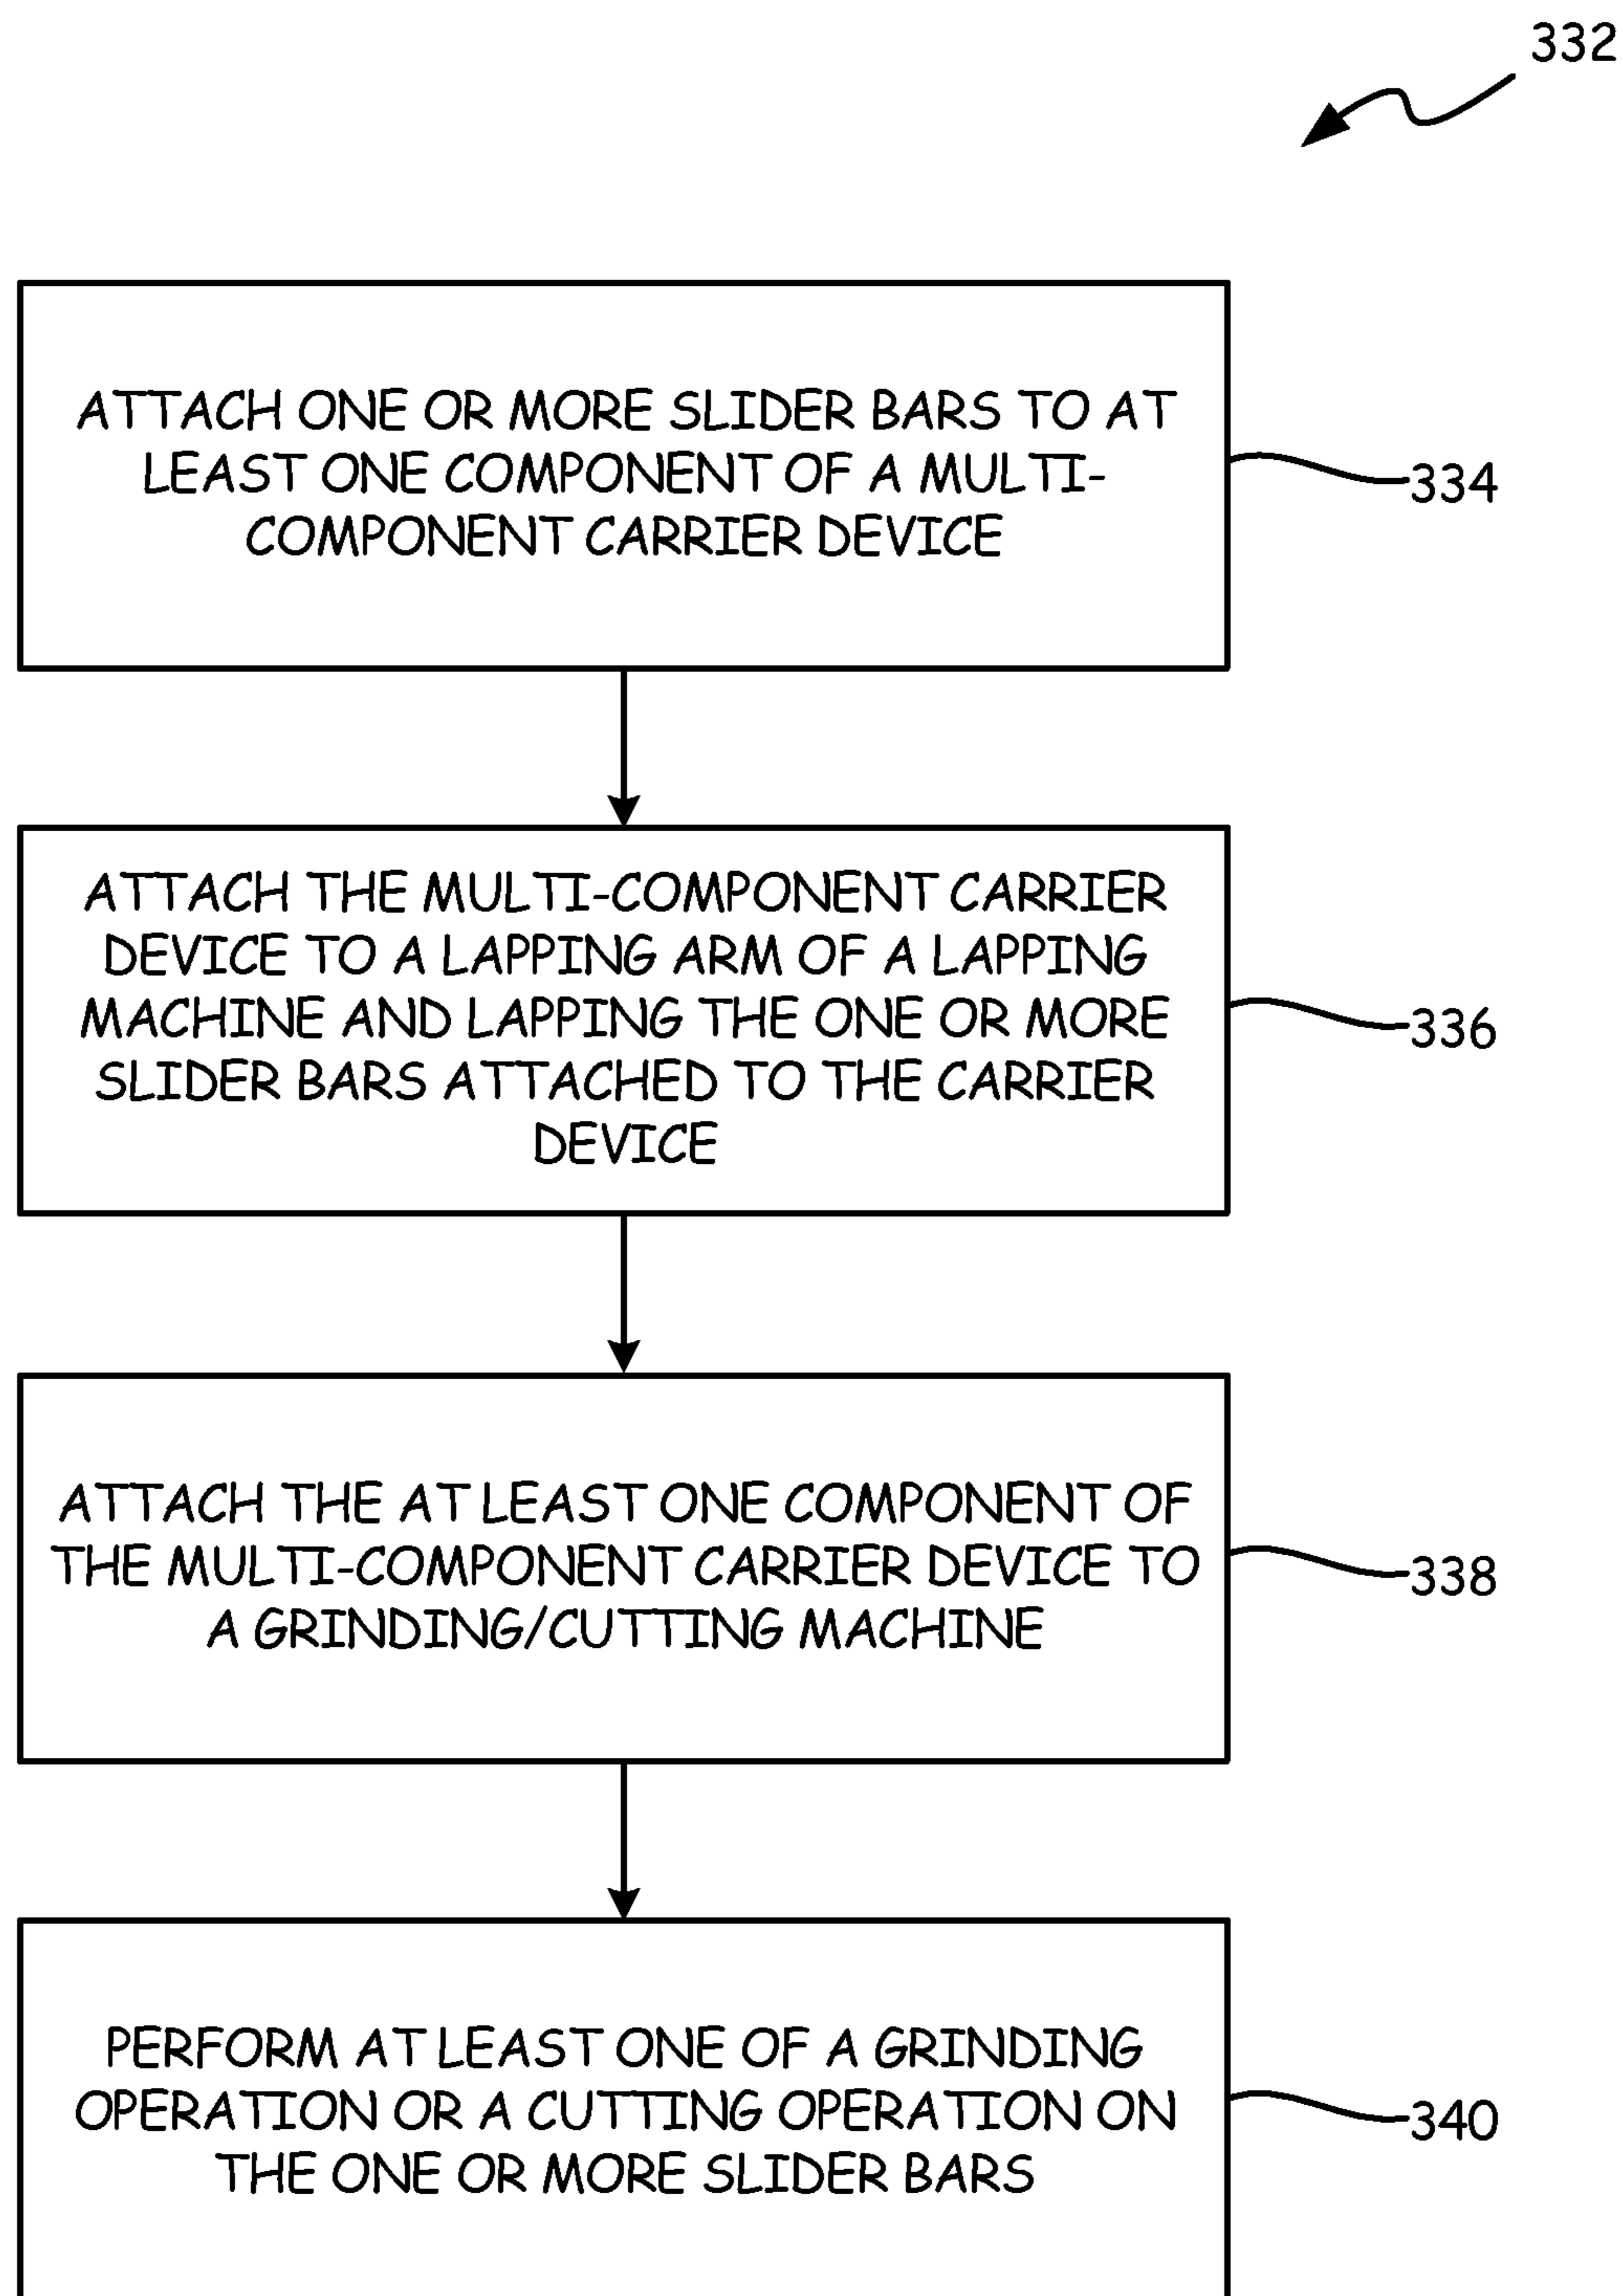 332
ATTACH ONE OR MORE SLIDER BARS TO AT
LEAST ONE COMPONENT OF A MULTI-
COMPONENT CARRIER DEVICE
334
ATTACH THE MULTI-COMPONENT CARRIER
DEVICE TO A LAPPING ARM OF A LAPPING
MACHINE AND LAPPING THE ONE OR MORE
SLIDER BARS ATTACHED TO THE CARRIER
DEVICE
336
ATTACH THE AT LEAST ONE COMPONENT OF
THE MULTI-COMPONENT CARRIER DEVICE TO
A GRINDING/CUTTING MACHINE
338
PERFORM AT LEAST ONE OF A GRINDING
OPERATION OR A CUTTING OPERATION ON
THE ONE OR MORE SLIDER BARS
340